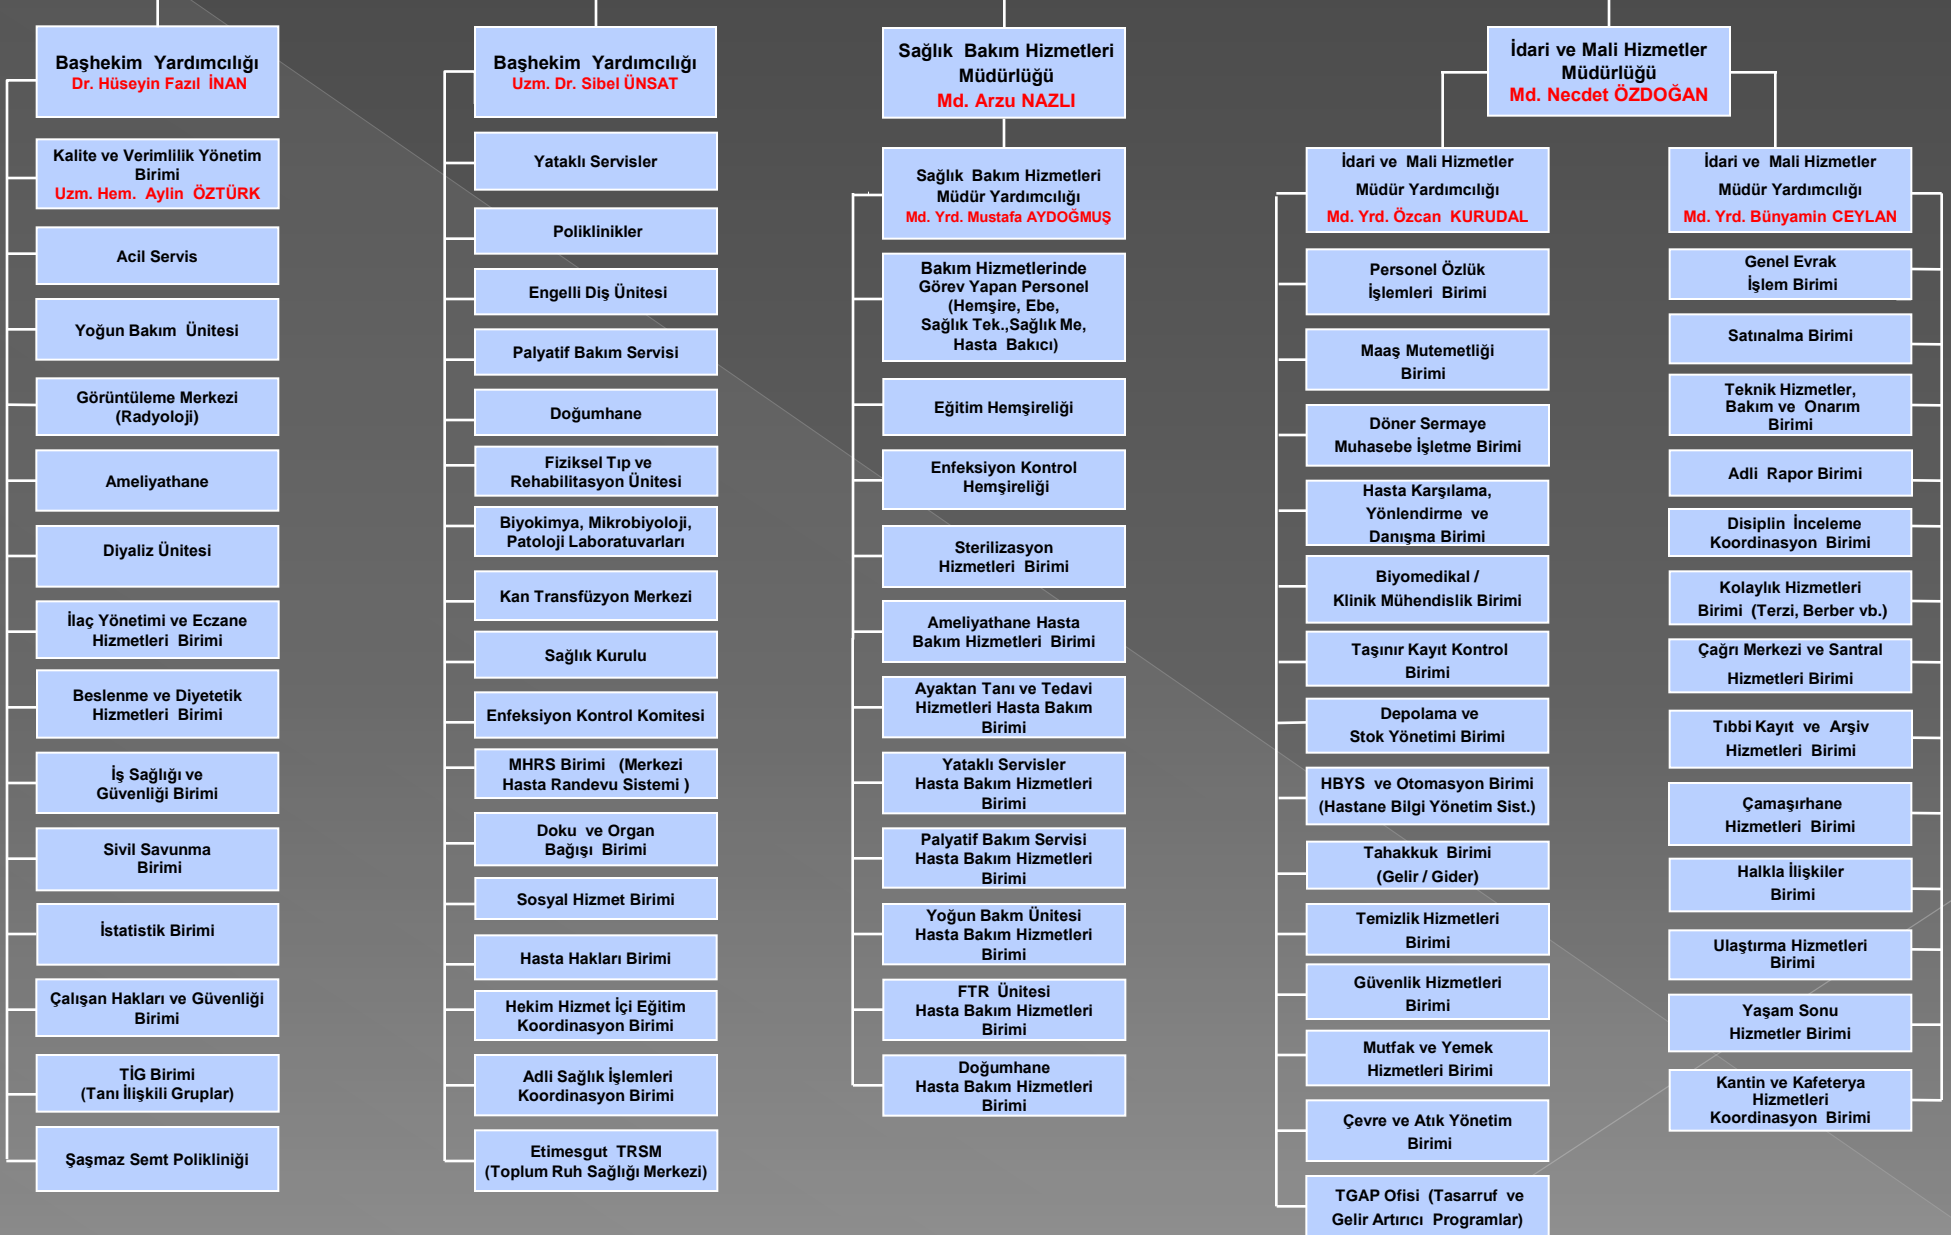 Başhekim Yardımcılığı
Dr. Hüseyin Fazıl İNAN
Kalite ve Verimlilik Yönetim
Birimi
Uzm. Hem. Aylin ÖZTÜRK
Acil Servis
Yoğun Bakım Ünitesi
Görüntüleme Merkezi
(Radyoloji)
Ameliyathane
Diyaliz Ünitesi
İlaç Yönetimi ve Eczane
Hizmetleri Birimi
Beslenme ve Diyetetik
Hizmetleri Birimi
İş Sağlığı ve
Güvenliği Birimi
Sivil Savunma
Birimi
İstatistik Birimi
Çalışan Hakları ve Güvenliği
Birimi
TİG Birimi
(Tanı İlişkili Gruplar)
Şaşmaz Semt Polikliniği
Başhekim Yardımcılığı
Uzm. Dr. Sibel ÜNSAT
Yataklı Servisler
Poliklinikler
Engelli Diş Ünitesi
Palyatif Bakım Servisi
Doğumhane
Fiziksel Tıp ve
Rehabilitasyon Ünitesi
Biyokimya, Mikrobiyoloji,
Patoloji Laboratuvarları
Kan Transfüzyon Merkezi
Sağlık Kurulu
Enfeksiyon Kontrol Komitesi
MHRS Birimi (Merkezi
Hasta Randevu Sistemi )
Doku ve Organ
Bağışı Birimi
Sosyal Hizmet Birimi
Hasta Hakları Birimi
Hekim Hizmet İçi Eğitim
Koordinasyon Birimi
Adli Sağlık İşlemleri
Koordinasyon Birimi
Etimesgut TRSM
(Toplum Ruh Sağlığı Merkezi)
Sağlık Bakım Hizmetleri
Müdürlüğü
Md. Arzu NAZLI
Sağlık Bakım Hizmetleri
Müdür Yardımcılığı
Md. Yrd. Mustafa AYDOĞMUŞ
Bakım Hizmetlerinde
Görev Yapan Personel
(Hemşire, Ebe,
Sağlık Tek.,Sağlık Me,
Hasta Bakıcı)
Eğitim Hemşireliği
Enfeksiyon Kontrol
Hemşireliği
Sterilizasyon
Hizmetleri Birimi
Ameliyathane Hasta
Bakım Hizmetleri Birimi
Ayaktan Tanı ve Tedavi
Hizmetleri Hasta Bakım
Birimi
Yataklı Servisler
Hasta Bakım Hizmetleri
Birimi
Palyatif Bakım Servisi
Hasta Bakım Hizmetleri
Birimi
Yoğun Bakm Ünitesi
Hasta Bakım Hizmetleri
Birimi
FTR Ünitesi
Hasta Bakım Hizmetleri
Birimi
Doğumhane
Hasta Bakım Hizmetleri
Birimi
İdari ve Mali Hizmetler
Müdürlüğü
Md. Necdet ÖZDOĞAN
İdari ve Mali Hizmetler
Müdür Yardımcılığı
Md. Yrd. Özcan KURUDAL
Personel Özlük
İşlemleri Birimi
Maaş Mutemetliği
Birimi
Döner Sermaye
Muhasebe İşletme Birimi
Hasta Karşılama,
Yönlendirme ve
Danışma Birimi
Biyomedikal /
Klinik Mühendislik Birimi
Taşınır Kayıt Kontrol
Birimi
Depolama ve
Stok Yönetimi Birimi
HBYS ve Otomasyon Birimi
(Hastane Bilgi Yönetim Sist.)
Tahakkuk Birimi
(Gelir / Gider)
Temizlik Hizmetleri
Birimi
Güvenlik Hizmetleri
Birimi
Mutfak ve Yemek
Hizmetleri Birimi
Çevre ve Atık Yönetim
Birimi
TGAP Ofisi (Tasarruf ve
Gelir Artırıcı Programlar)
İdari ve Mali Hizmetler
Müdür Yardımcılığı
Md. Yrd. Bünyamin CEYLAN
Genel Evrak
İşlem Birimi
Satınalma Birimi
Teknik Hizmetler,
Bakım ve Onarım
Birimi
Adli Rapor Birimi
Disiplin İnceleme
Koordinasyon Birimi
Kolaylık Hizmetleri
Birimi (Terzi, Berber vb.)
Çağrı Merkezi ve Santral
Hizmetleri Birimi
Tıbbi Kayıt ve Arşiv
Hizmetleri Birimi
Çamaşırhane
Hizmetleri Birimi
Halkla İlişkiler
Birimi
Ulaştırma Hizmetleri
Birimi
Yaşam Sonu
Hizmetler Birimi
Kantin ve Kafeterya
Hizmetleri
Koordinasyon Birimi